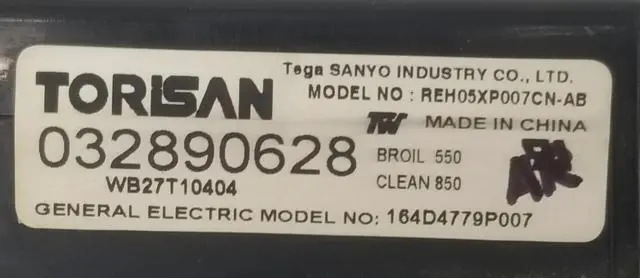 Tega SANYO INDUSTRY CO., LTD.
TORISAN
MODEL NO : REH05XP007CN-AB
MADE IN CHINA
032890628
BROIL 550
WB27T10404
CLEAN 850
GENERAL ELECTRIC MODEL NO: 164D4779P007